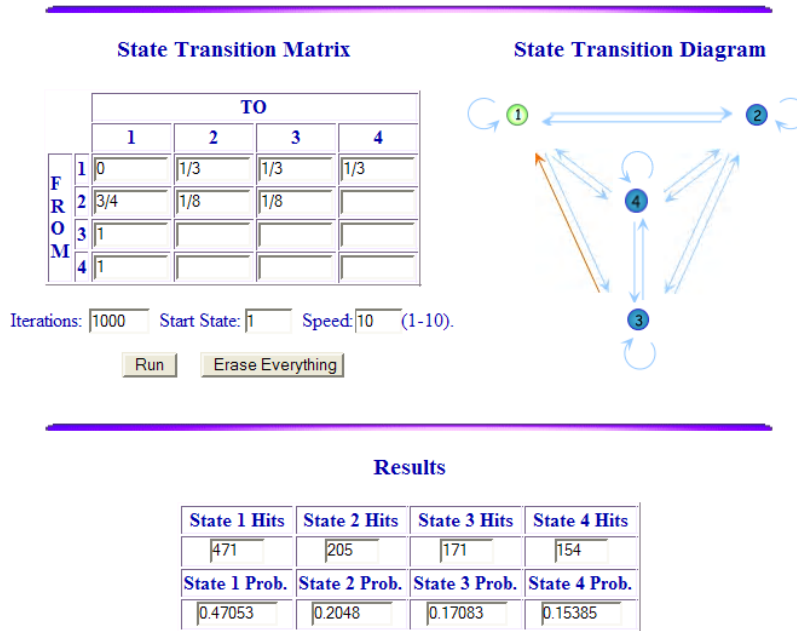 State Transition Matrix
State Transition Diagram
TO
1 2 3 4
FROM
1 0 1/3 1/3 1/3
2 3/4 1/8 1/8
3 1
4 1
1
2
4
3
Iterations: 1000 Start State: 1 Speed: 10 (1-10).
Run Erase Everything
Results
State 1 Hits State 2 Hits State 3 Hits State 4 Hits
471 205 171 154
State 1 Prob. State 2 Prob. State 3 Prob. State 4 Prob.
0.47053 0.2048 0.17083 0.15385